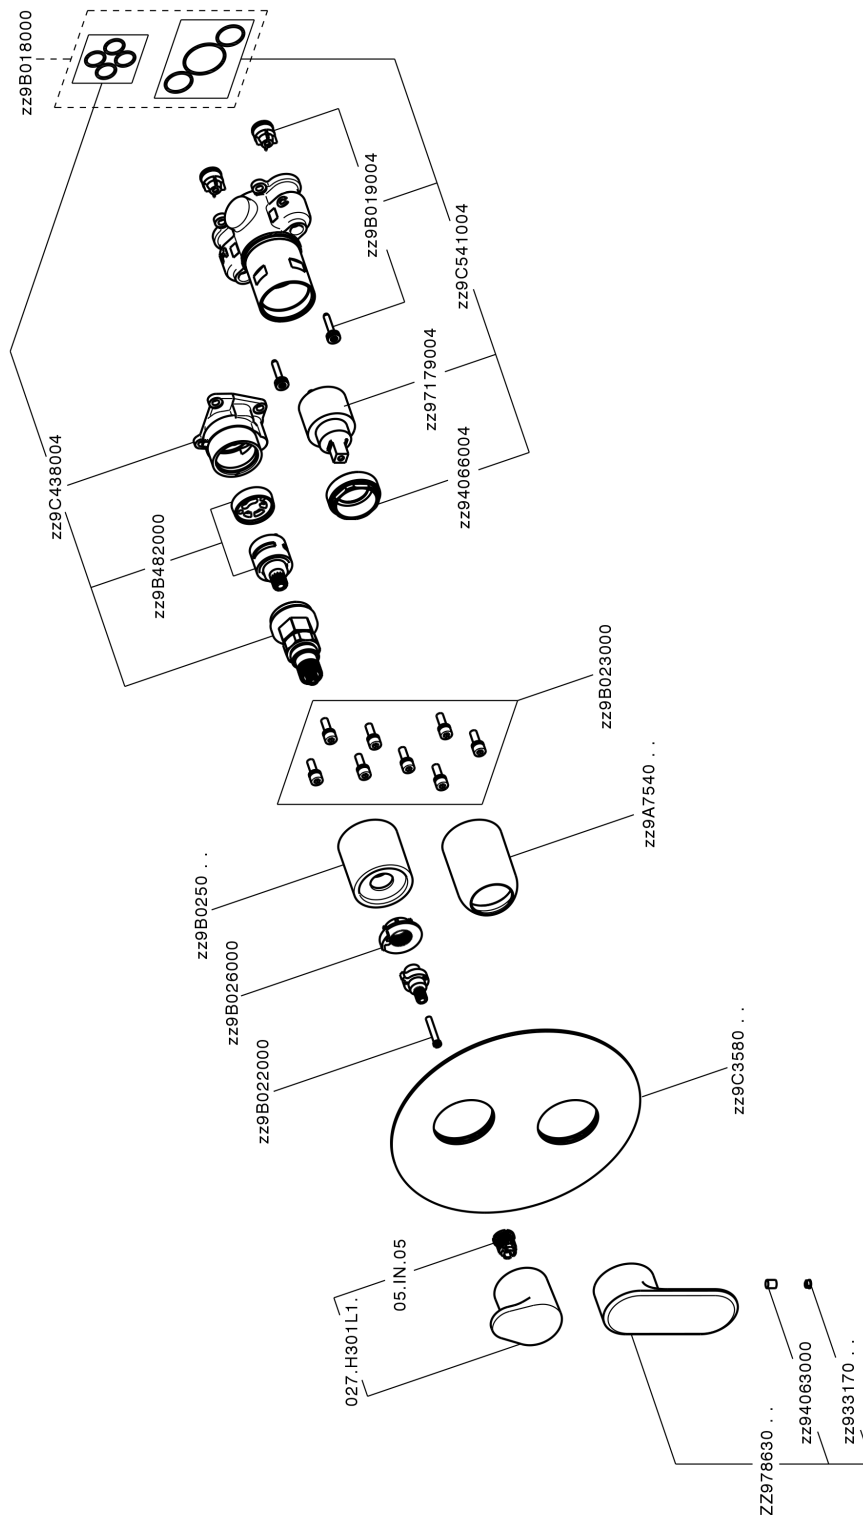 zz9B018000
zz9B019004
zz9C541004
zz97179004
zz94066004
zz9C438004
zz9B482000
zz9B023000
zz9A7540 . .
zz9B0250 . .
zz9B026000
zz9B022000
zz9C3580 . .
05.IN.05
027.H301L1.
zz94063000
zz933170 . .
ZZ978630 . .